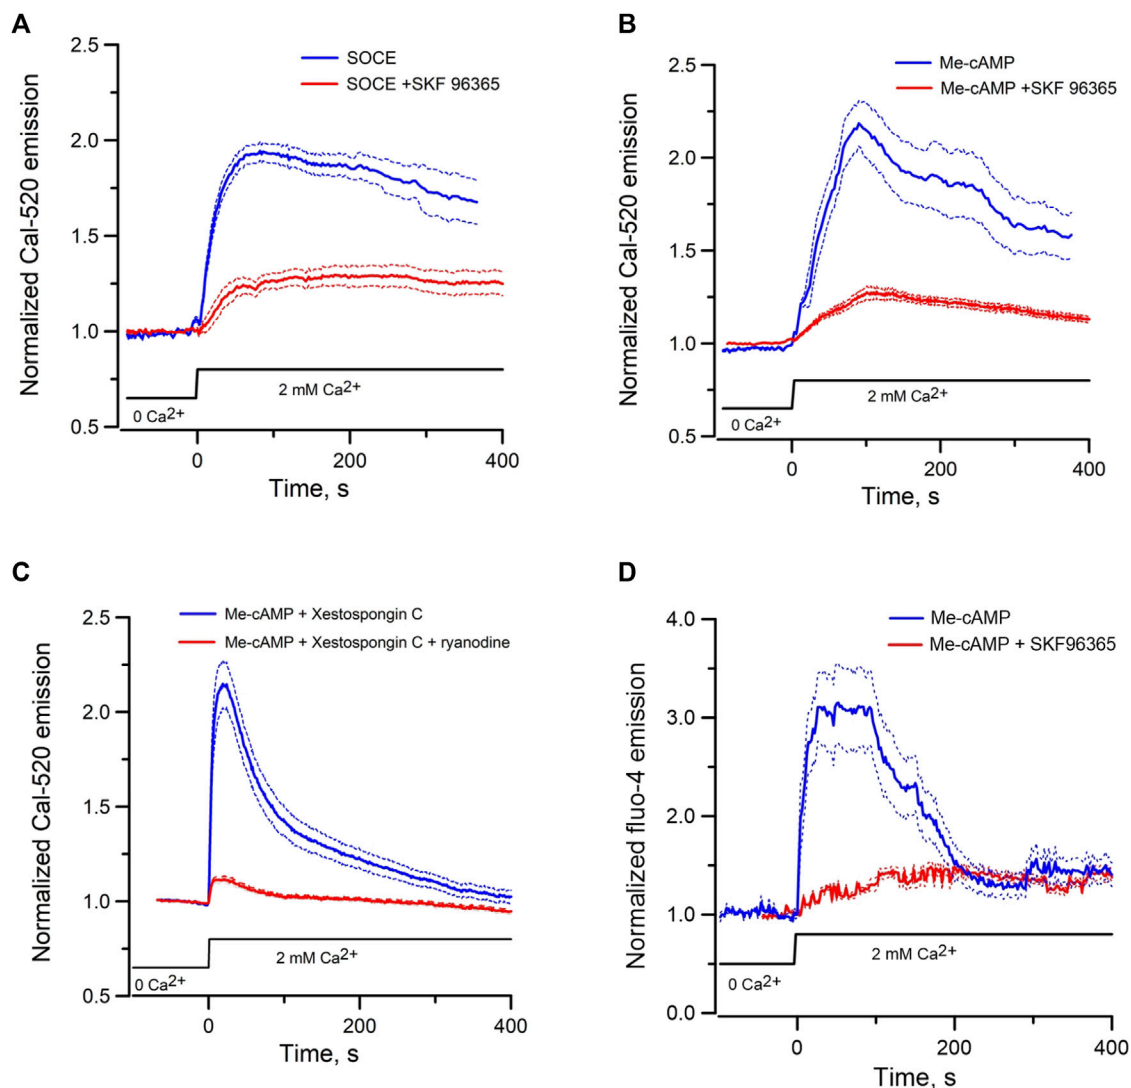 A
SOCE
SOCE +SKF 96365
Normalized Cal-520 emission
2.5
2.0
1.5
1.0
0.5
2 mM Ca2+
0 Ca2+
0
200
400
Time, s
B
Me-cAMP
Me-cAMP +SKF 96365
Normalized Cal-520 emission
2.5
2.0
1.5
1.0
0.5
2 mM Ca2+
0 Ca2+
0
200
400
Time, s
C
Me-cAMP + Xestospongin C
Me-cAMP + Xestospongin C + ryanodine
Normalized Cal-520 emission
2.5
2.0
1.5
1.0
0.5
2 mM Ca2+
0 Ca2+
0
200
400
Time, s
D
Me-cAMP
Me-cAMP + SKF96365
Normalized fluo-4 emission
4.0
3.0
2.0
1.0
0.0
2 mM Ca2+
0 Ca2+
0
200
400
Time, s